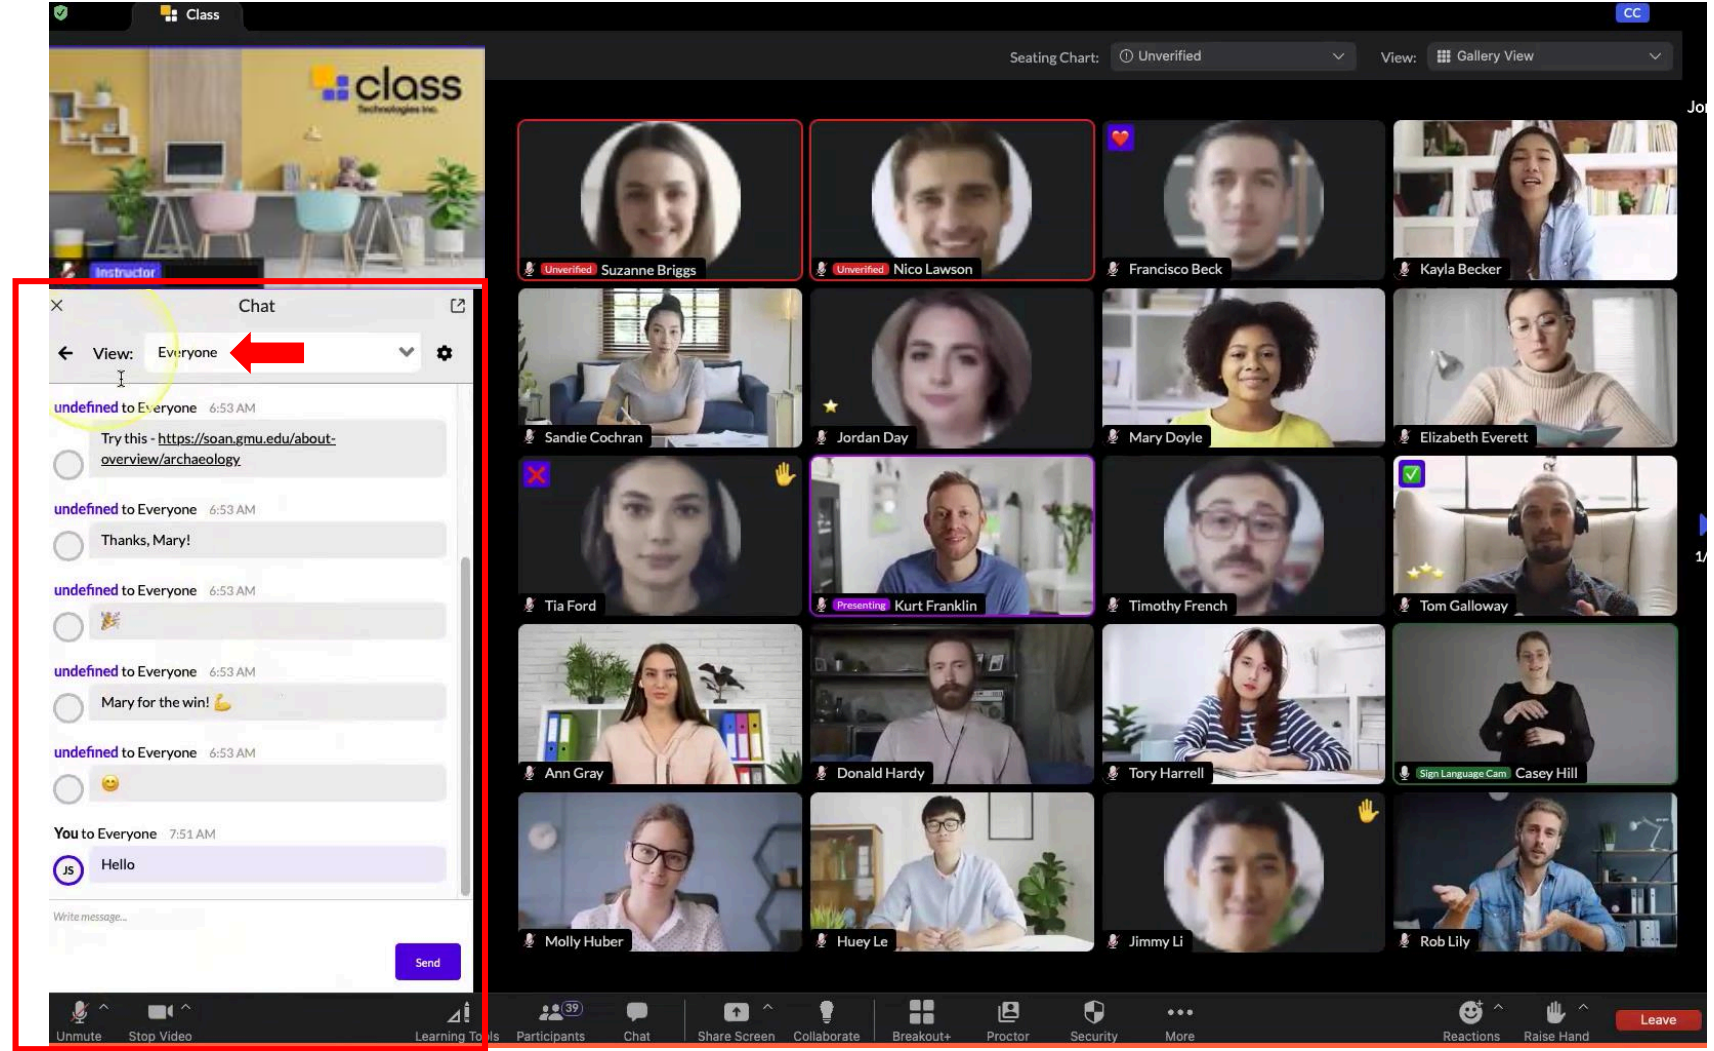 Class
CC
Seating Chart:
Unverified
View:
Gallery View
class
Technologies Inc.
Instructor
Unverified Suzanne Briggs
Unverified Nico Lawson
Francisco Beck
Kayla Becker
Chat
View:
Everyone
undefined to Everyone 6:53 AM
Try this - https://soan.gmu.edu/about-
overview/archaeology
undefined to Everyone 6:53 AM
Thanks, Mary!
undefined to Everyone 6:53 AM
🎉
undefined to Everyone 6:53 AM
Mary for the win! 💪
undefined to Everyone 6:53 AM
😊
You to Everyone 7:51 AM
JS
Hello
Write message...
Send
Sandie Cochran
Jordan Day
Mary Doyle
Elizabeth Everett
Tia Ford
Presenting Kurt Franklin
Timothy French
Tom Galloway
1/
Ann Gray
Donald Hardy
Tory Harrell
Sign Language Cam Casey Hill
Molly Huber
Huey Le
Jimmy Li
Rob Lily
Unmute
Stop Video
Learning Tools
39
Participants
Chat
Share Screen
Collaborate
Breakout+
Proctor
Security
More
Reactions
Raise Hand
Leave